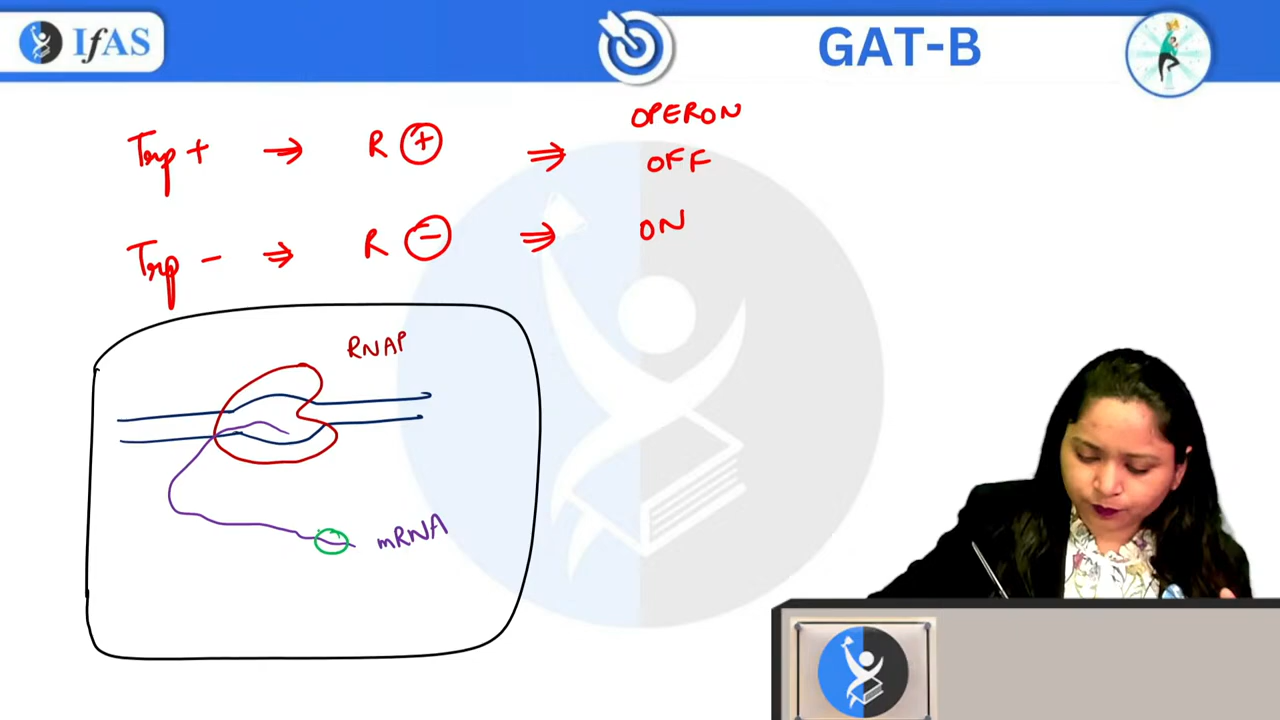 IfAS
GAT-B
Trp + ⇒ R ⊕ ⇒ OPERON OFF
Trp - ⇒ R ⊖ ⇒ ON
RNAP
mRNA